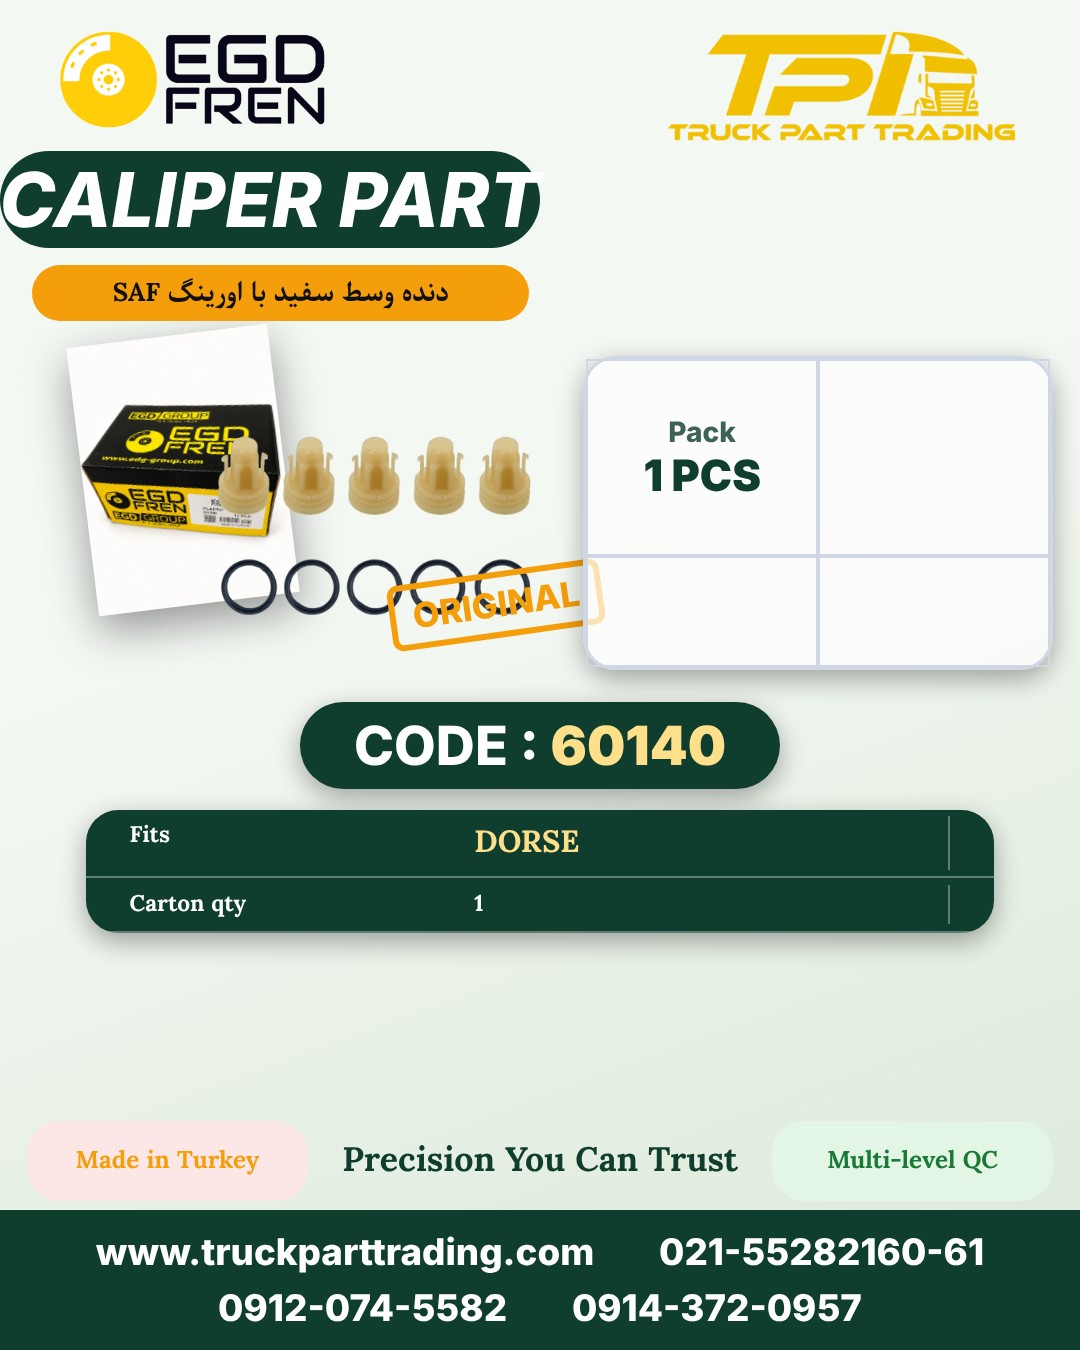 EGD
FREN
TPT
TRUCK PART TRADING
CALIPER PART
دنده وسط سفید با اورینگ SAF
EGD/GROUP
EGD
FREN
www.edg-group.com
EGD
FREN
EGD/GROUP
ORIGINAL
Pack
1 PCS
CODE : 60140
Fits DORSE
Carton qty 1
Made in Turkey
Precision You Can Trust
Multi-level QC
www.truckparttrading.com 021-55282160-61
0912-074-5582 0914-372-0957